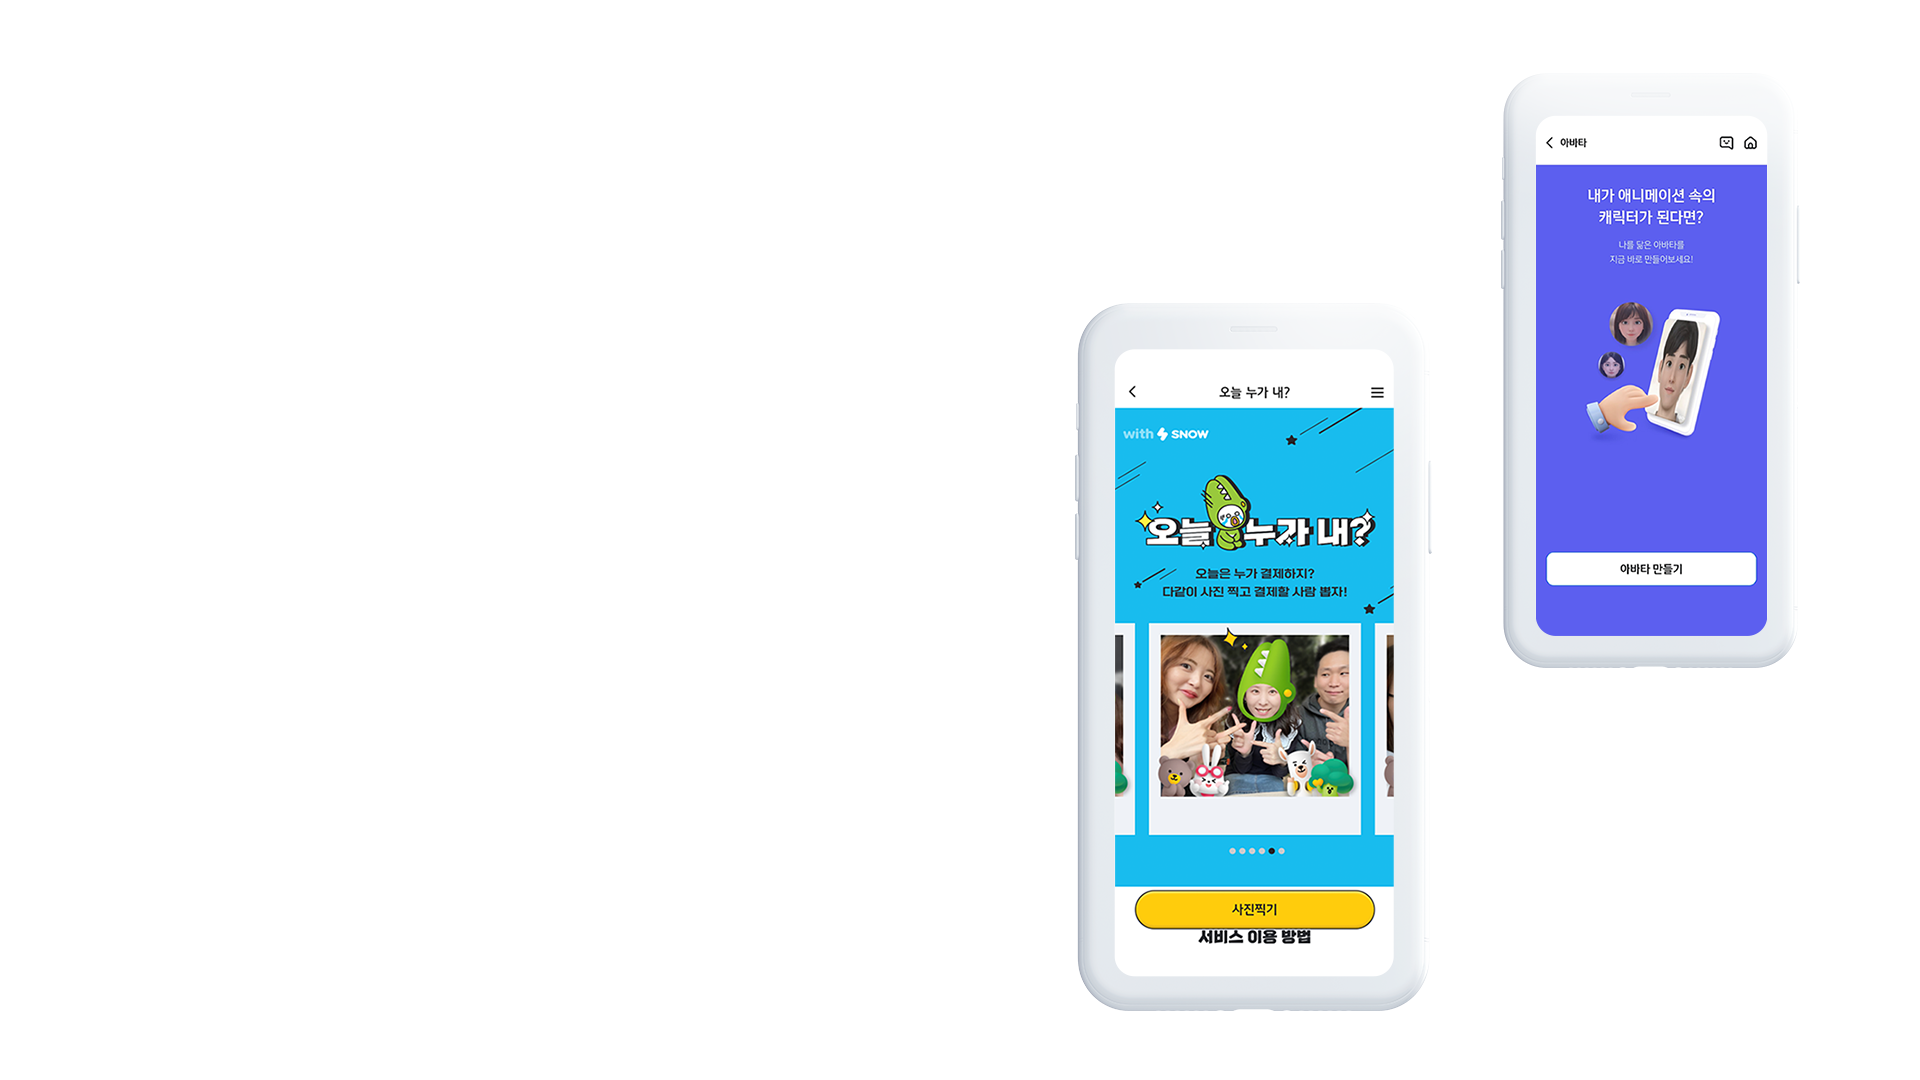 오늘 누가 내?
with SNOW
오늘 누가 내?
오늘은 누가 결제하지?
다같이 사진 찍고 결제할 사람 뽑자!
사진찍기
서비스 이용 방법
아바타
내가 애니메이션 속의
캐릭터가 된다면?
나를 닮은 아바타를
지금 바로 만들어보세요!
아바타 만들기